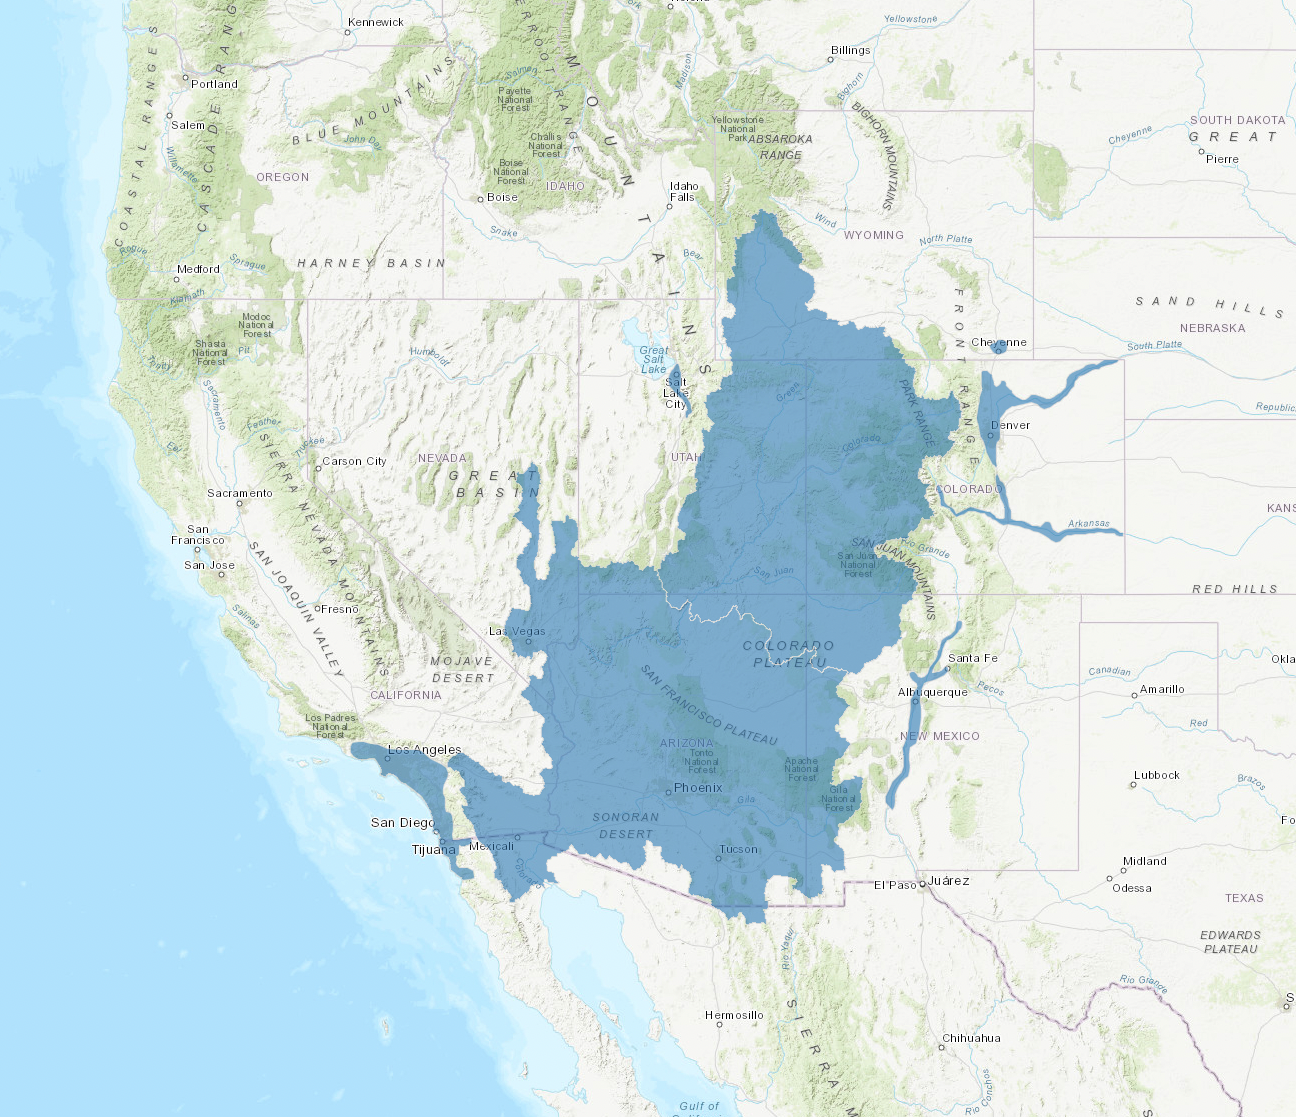 Kennewick
Yellowstone
Billings
Portland
Salmon
Madison
Bighorn
Payette
National
Forest
COASTAL RANGES
CASCADE RANG
ERROOT RANGE
MOUNTAINS
Salem
BLUE MOUNTAINS
John Day
Challis
National
Forest
Yellowstone
National
Park
ABSAROKA
RANGE
BIGHORN MOUNTAINS
SOUTH DAKOTA
GREAT
Cheyenne
Pierre
Willamette
Boise
National
Forest
OREGON
IDAHO
Boise
Idaho
Falls
Snake
Wind
WYOMING
North Platte
Rogue
Sprague
HARNEY BASIN
Bear
Medford
Klamath
SAND HILLS
NEBRASKA
FRONT RANGE
Modoc
National
Forest
Shasta
National
Forest
Pit
Humboldt
Great
Salt
Lake
Cheyenne
South Platte
Sacramento
Salt
Lake
City
Green
PARK RANGE
Republic
Feather
Truckee
Eel
Denver
Colorado
SIERRA NEVADA MOUNTAINS
Carson City
NEVADA
GREAT
BASIN
UTAH
COLORADO
Sacramento
KANS
San
Francisco
Arkansas
SAN JOAQUIN VALLEY
SAN JUAN MOUNTAINS
Rio Grande
San Juan
National
Forest
San Jose
San Juan
RED HILLS
Salinas
Fresno
Las Vegas
COLORADO
PLATEAU
MOJAVE
DESERT
Santa Fe
Okla
Canadian
SAN FRANCISCO PLATEAU
CALIFORNIA
Albuquerque
Pecos
Amarillo
Los Padres
National
Forest
Red
NEW MEXICO
Los Angeles
ARIZONA
Tonto
National
Forest
Apache
National
Forest
Lubbock
Brazos
Phoenix
Gila
Gila
National
Forest
San Diego
SONORAN
DESERT
Fo
Tijuana
Mexicali
Tucson
Midland
El Paso
Juárez
Odessa
TEXAS
EDWARDS
PLATEAU
Rio Yaqui
Rio Grande
SIERRA M
Hermosillo
Chihuahua
Rio Conchos
Gulf of